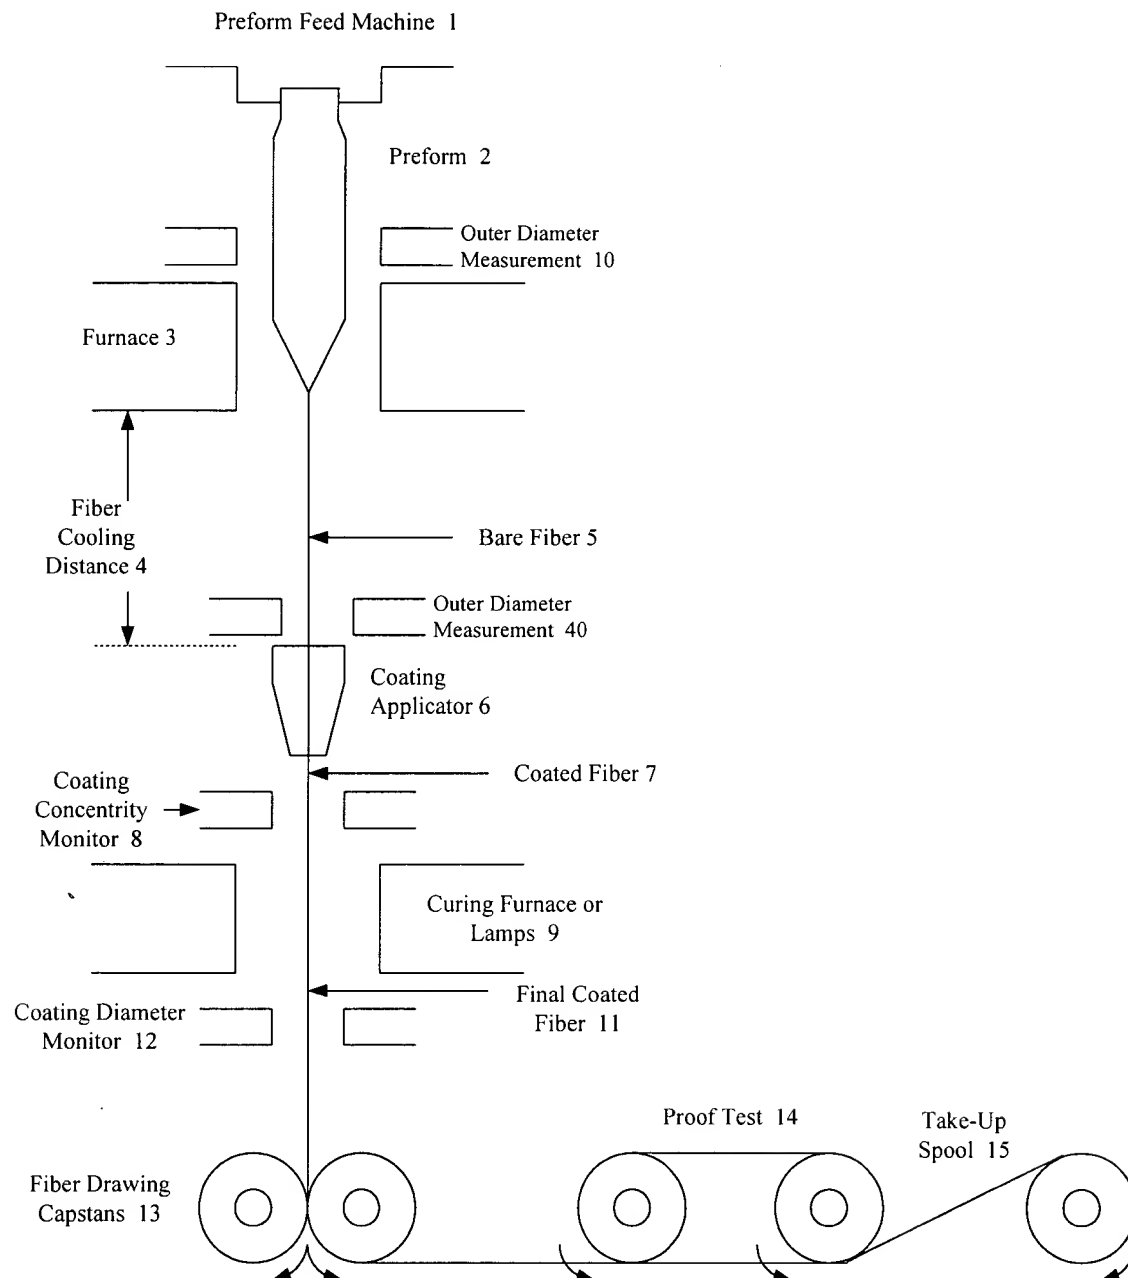 Preform Feed Machine 1
Preform 2
Outer Diameter
Measurement 10
Furnace 3
Fiber
Cooling
Distance 4
Bare Fiber 5
Outer Diameter
Measurement 40
Coating
Applicator 6
Coated Fiber 7
Coating
Concentrity
Monitor 8
Curing Furnace or
Lamps 9
Final Coated
Fiber 11
Coating Diameter
Monitor 12
Proof Test 14
Take-Up
Spool 15
Fiber Drawing
Capstans 13